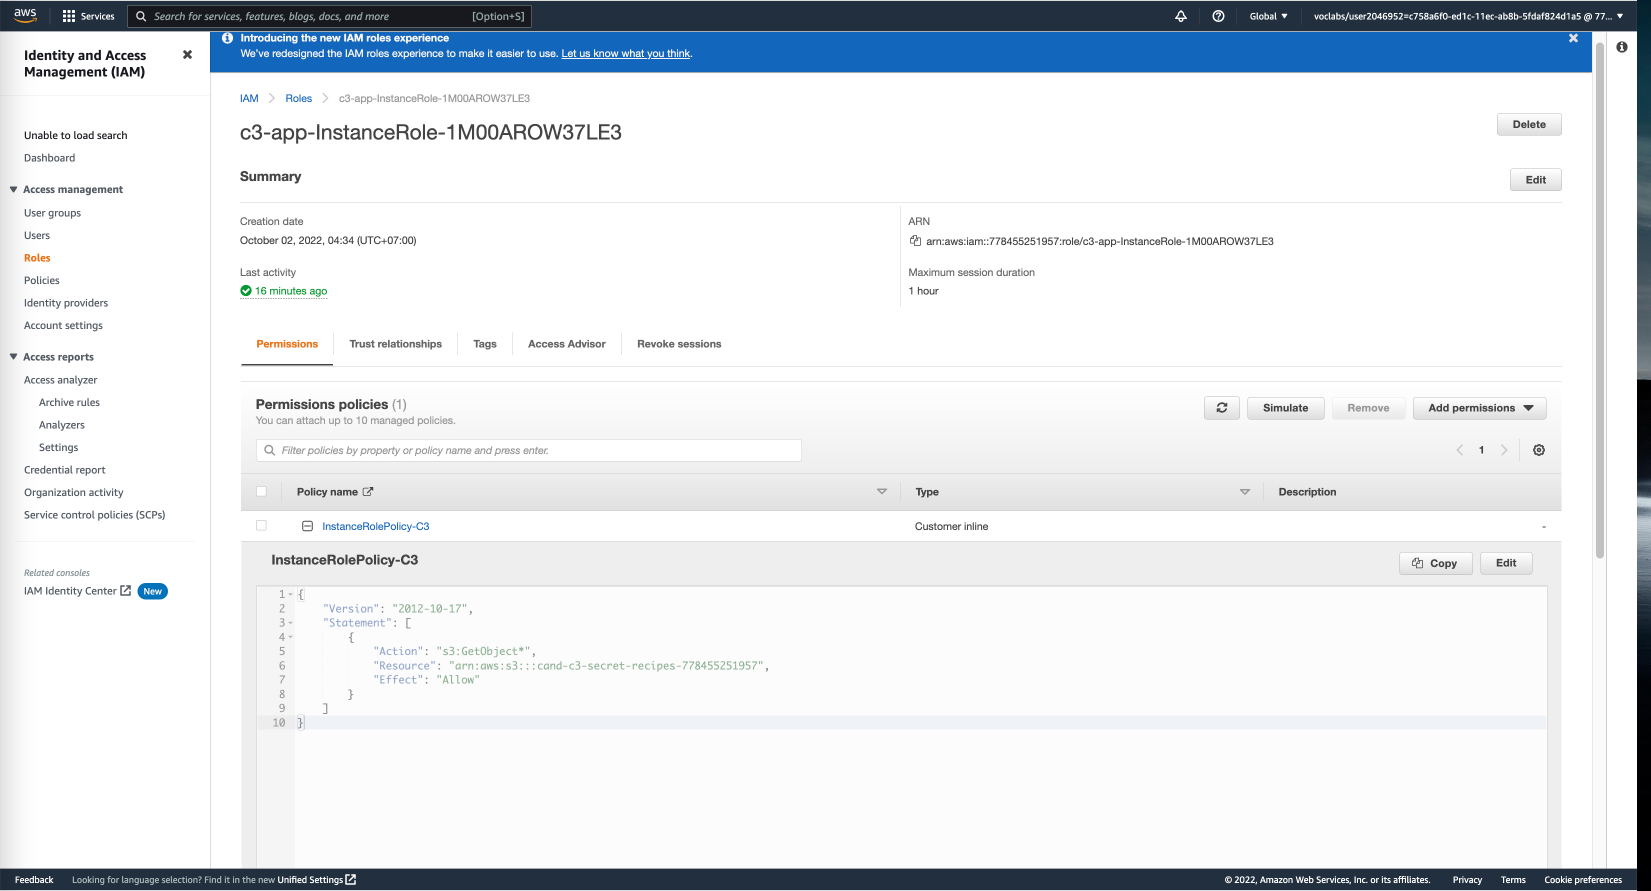 aws
Services
Search for services, features, blogs, docs, and more
[Option+S]
Global
voclabs/user2046952=c758a6f0-ed1c-11ec-ab8b-5fdaf824d1a5 @ 77...
Identity and Access
Management (IAM)
Unable to load search
Dashboard
Access management
User groups
Users
Roles
Policies
Identity providers
Account settings
Access reports
Access analyzer
Archive rules
Analyzers
Settings
Credential report
Organization activity
Service control policies (SCPs)
Related consoles
IAM Identity Center New
Introducing the new IAM roles experience
We've redesigned the IAM roles experience to make it easier to use. Let us know what you think.
IAM > Roles > c3-app-InstanceRole-1M00AROW37LE3
c3-app-InstanceRole-1M00AROW37LE3
Delete
Summary
Edit
Creation date
October 02, 2022, 04:34 (UTC+07:00)
Last activity
16 minutes ago
ARN
arn:aws:iam::778455251957:role/c3-app-InstanceRole-1M00AROW37LE3
Maximum session duration
1 hour
Permissions
Trust relationships
Tags
Access Advisor
Revoke sessions
Permissions policies (1)
You can attach up to 10 managed policies.
Simulate
Remove
Add permissions
Filter policies by property or policy name and press enter.
1
Policy name
Type
Description
InstanceRolePolicy-C3
Customer inline
-
InstanceRolePolicy-C3
Copy
Edit
1 {
2 "Version": "2012-10-17",
3 "Statement": [
4 {
5 "Action": "s3:GetObject*",
6 "Resource": "arn:aws:s3:::cand-c3-secret-recipes-778455251957",
7 "Effect": "Allow"
8 }
9 ]
10 }
Feedback
Looking for language selection? Find it in the new Unified Settings
© 2022, Amazon Web Services, Inc. or its affiliates.
Privacy
Terms
Cookie preferences